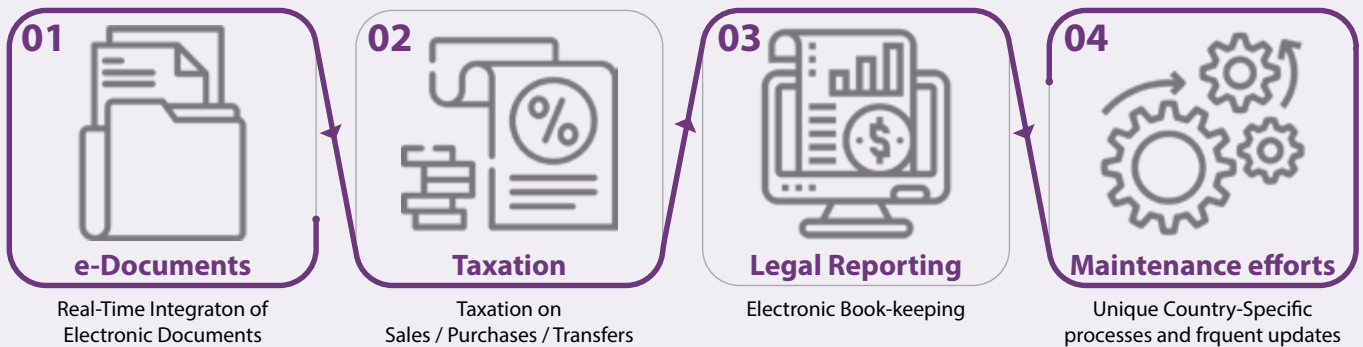 01
e-Documents
Real-Time Integraton of
Electronic Documents
02
%
Taxation
Taxation on
Sales / Purchases / Transfers
03
$
Legal Reporting
Electronic Book-keeping
04
Maintenance efforts
Unique Country-Specific
processes and frquent updates